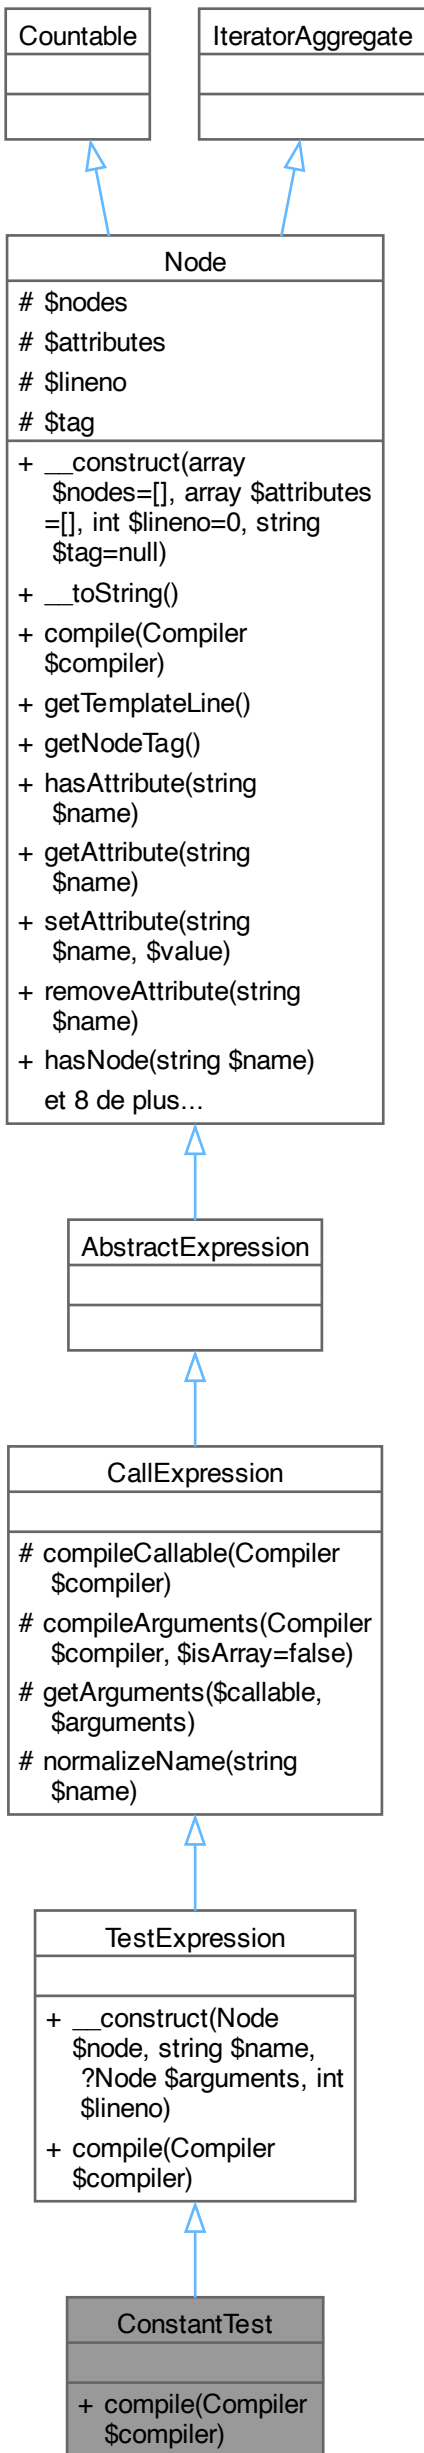 Countable
IteratorAggregate
Node
# $nodes
# $attributes
# $lineno
# $tag
+ __construct(array
$nodes=[], array $attributes
=[], int $lineno=0, string
$tag=null)
+ __toString()
+ compile(Compiler
$compiler)
+ getTemplateLine()
+ getNodeTag()
+ hasAttribute(string
$name)
+ getAttribute(string
$name)
+ setAttribute(string
$name, $value)
+ removeAttribute(string
$name)
+ hasNode(string $name)
et 8 de plus...
AbstractExpression
CallExpression
# compileCallable(Compiler
$compiler)
# compileArguments(Compiler
$compiler, $isArray=false)
# getArguments($callable,
$arguments)
# normalizeName(string
$name)
TestExpression
+ __construct(Node
$node, string $name,
?Node $arguments, int
$lineno)
+ compile(Compiler
$compiler)
ConstantTest
+ compile(Compiler
$compiler)